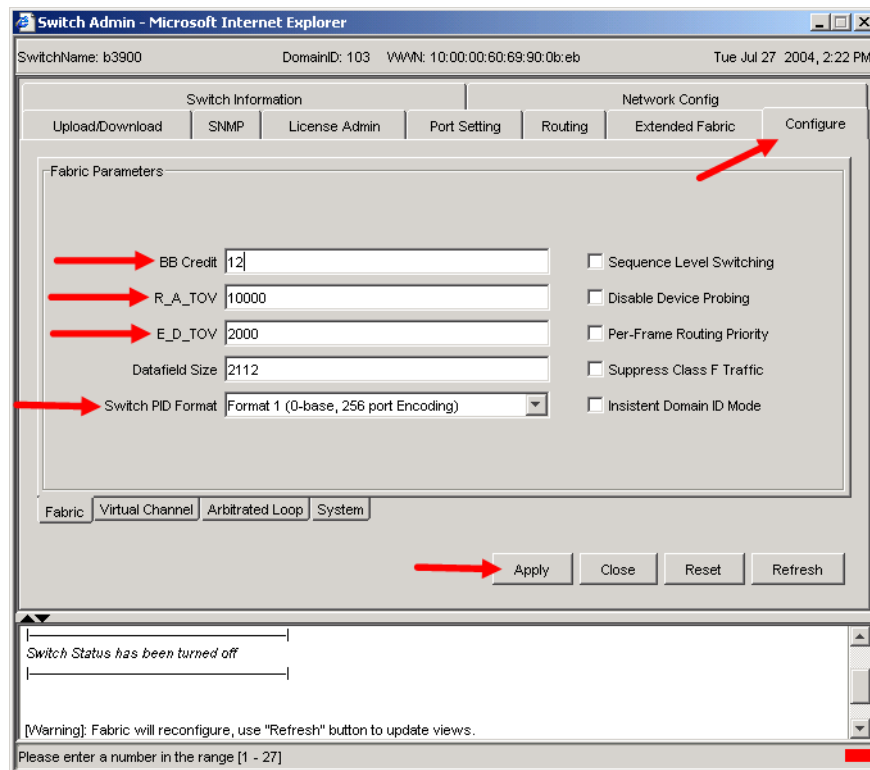 Switch Admin - Microsoft Internet Explorer
SwitchName: b3900 DomainID: 103 WWN: 10:00:00:60:69:90:0b:eb Tue Jul 27 2004, 2:22 PM
Switch Information Network Config
Upload/Download SNMP License Admin Port Setting Routing Extended Fabric Configure
Fabric Parameters
BB Credit 12 Sequence Level Switching
R_A_TOV 10000 Disable Device Probing
E_D_TOV 2000 Per-Frame Routing Priority
Datafield Size 2112 Suppress Class F Traffic
Switch PID Format Format 1 (0-base, 256 port Encoding) Insistent Domain ID Mode
Fabric Virtual Channel Arbitrated Loop System
Apply Close Reset Refresh
Switch Status has been turned off
[Warning]: Fabric will reconfigure, use "Refresh" button to update views.
Please enter a number in the range [1 - 27]